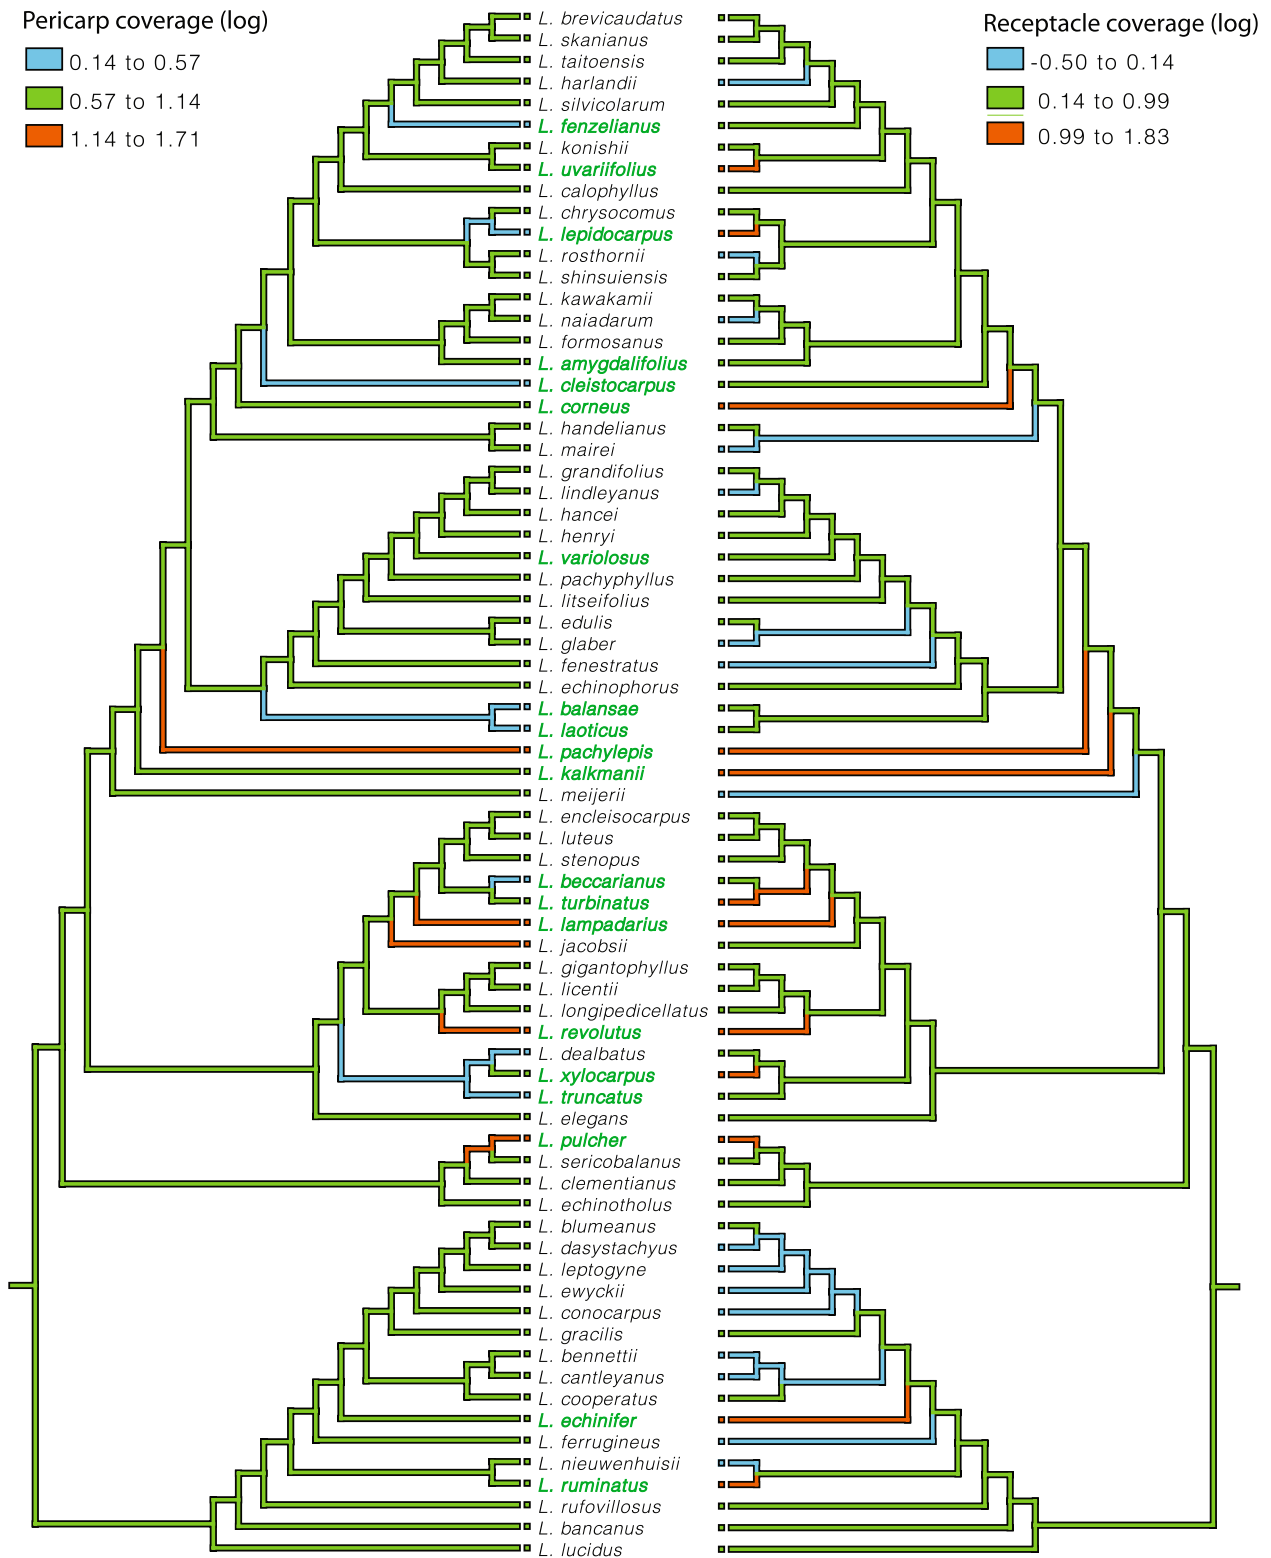 Pericarp coverage (log)
0.14 to 0.57
0.57 to 1.14
1.14 to 1.71
Receptacle coverage (log)
-0.50 to 0.14
0.14 to 0.99
0.99 to 1.83
L. brevicaudatus
L. skanianus
L. taitoensis
L. harlandii
L. silvicolarum
L. fenzelianus
L. konishii
L. uvariifolius
L. calophyllus
L. chrysocomus
L. lepidocarpus
L. rosthornii
L. shinsuiensis
L. kawakamii
L. naiadarum
L. formosanus
L. amygdalifolius
L. cleistocarpus
L. corneus
L. handelianus
L. mairei
L. grandifolius
L. lindleyanus
L. hancei
L. henryi
L. variolosus
L. pachyphyllus
L. litseifolius
L. edulis
L. glaber
L. fenestratus
L. echinophorus
L. balansae
L. laoticus
L. pachylepis
L. kalkmanii
L. meijerii
L. encleisocarpus
L. luteus
L. stenopus
L. beccarianus
L. turbinatus
L. lampadarius
L. jacobsii
L. gigantophyllus
L. licentii
L. longipedicellatus
L. revolutus
L. dealbatus
L. xylocarpus
L. truncatus
L. elegans
L. pulcher
L. sericobalanus
L. clementianus
L. echinotholus
L. blumeanus
L. dasystachyus
L. leptogyne
L. ewyckii
L. conocarpus
L. gracilis
L. bennettii
L. cantleyanus
L. cooperatus
L. echinifer
L. ferrugineus
L. nieuwenhuisii
L. ruminatus
L. rufovillosus
L. bancanus
L. lucidus